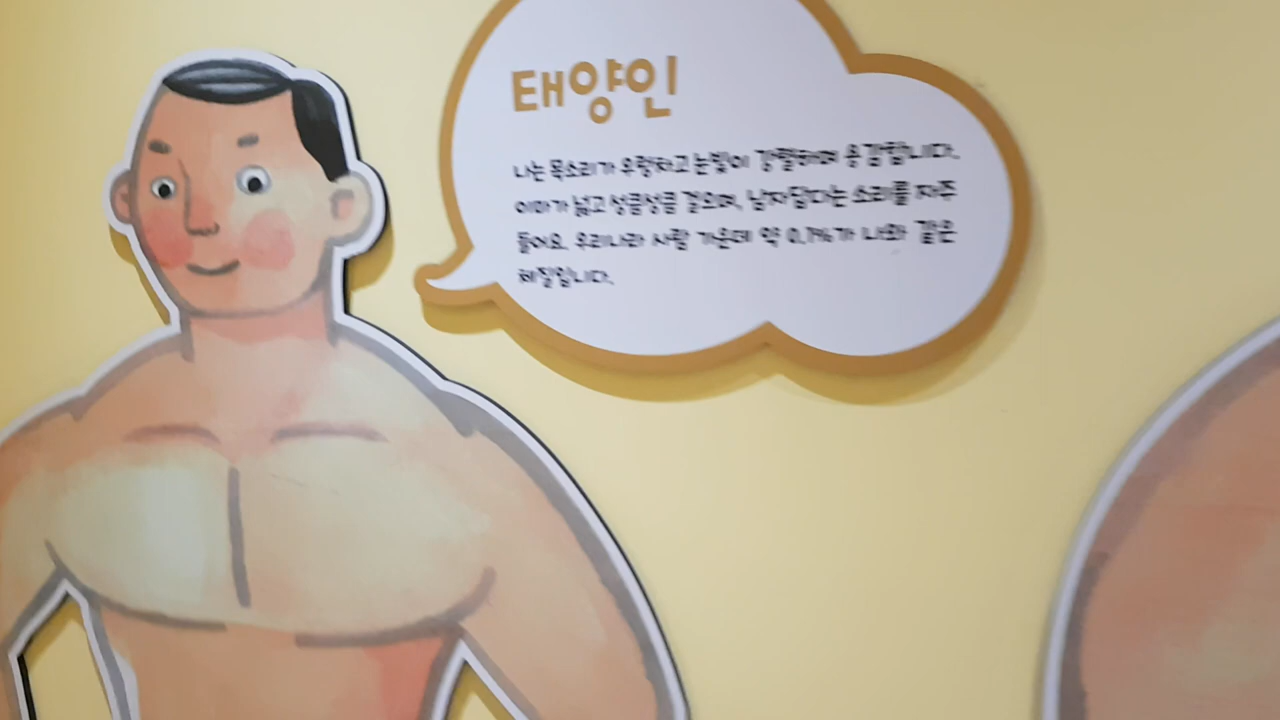 태양인
나는 목소리가 우렁차고 눈빛이 강렬하며 용감합니다.
이마가 넓고 성큼성큼 걸으며, 남자답다는 소리를 자주
들어요. 우리나라 사람 가운데 약 0.1%가 나와 같은
체질입니다.